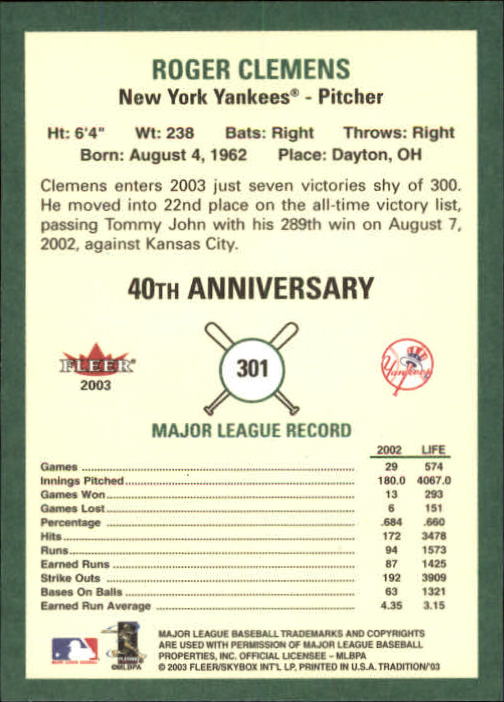 ROGER CLEMENS
New York Yankees® - Pitcher
Ht: 6'4" Wt: 238 Bats: Right Throws: Right
Born: August 4, 1962 Place: Dayton, OH
Clemens enters 2003 just seven victories shy of 300.
He moved into 22nd place on the all-time victory list,
passing Tommy John with his 289th win on August 7,
2002, against Kansas City.
40TH ANNIVERSARY
FLEER
2003
301
Yankees
MAJOR LEAGUE RECORD
2002 LIFE
Games 29 574
Innings Pitched 180.0 4067.0
Games Won 13 293
Games Lost 6 151
Percentage .684 .660
Hits 172 3478
Runs 94 1573
Earned Runs 87 1425
Strike Outs 192 3909
Bases On Balls 63 1321
Earned Run Average 4.35 3.15
MAJOR LEAGUE BASEBALL TRADEMARKS AND COPYRIGHTS
ARE USED WITH PERMISSION OF MAJOR LEAGUE BASEBALL
PROPERTIES, INC. OFFICIAL LICENSEE - MLBPA
© 2003 FLEER/SKYBOX INT'L LP, PRINTED IN U.S.A. TRADITION/'03
©MLBPA